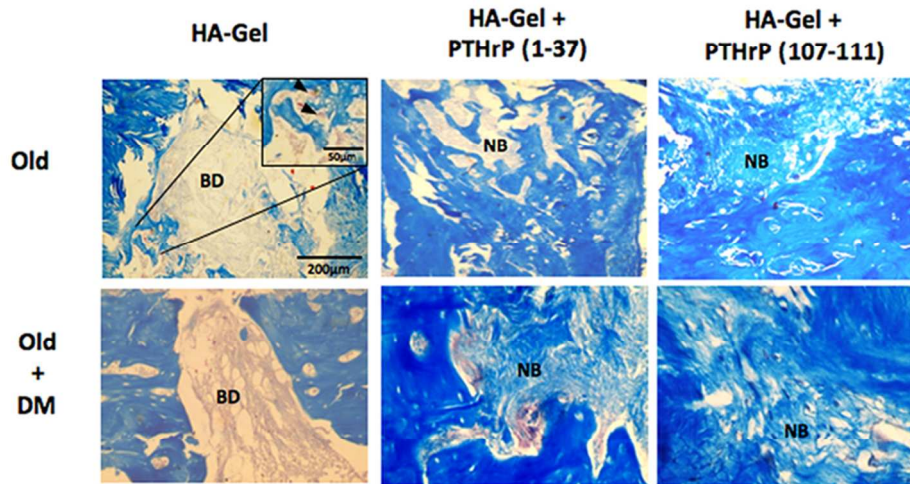 HA-Gel
HA-Gel +
PTHrP (1-37)
HA-Gel +
PTHrP (107-111)
Old
BD
50µm
200µm
NB
NB
Old
+
DM
BD
NB
NB